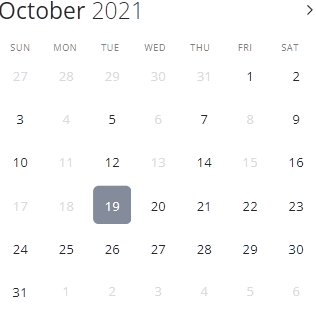 October 2021
SUN MON TUE WED THU FRI SAT
27 28 29 30 31 1 2
3 4 5 6 7 8 9
10 11 12 13 14 15 16
17 18 19 20 21 22 23
24 25 26 27 28 29 30
31 1 2 3 4 5 6